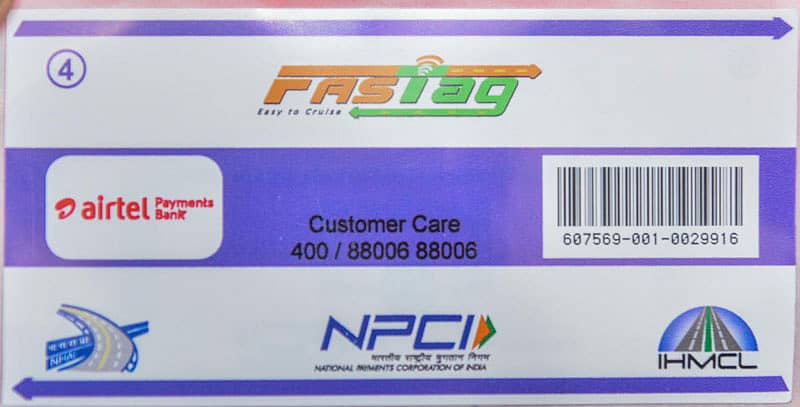 4
FASTag
Easy to Cruise
airtel Payments Bank
Customer Care
400 / 88006 88006
607569-001-0029916
NHAI
NPCI
भारतीय राष्ट्रीय भुगतान निगम
NATIONAL PAYMENTS CORPORATION OF INDIA
IHMCL